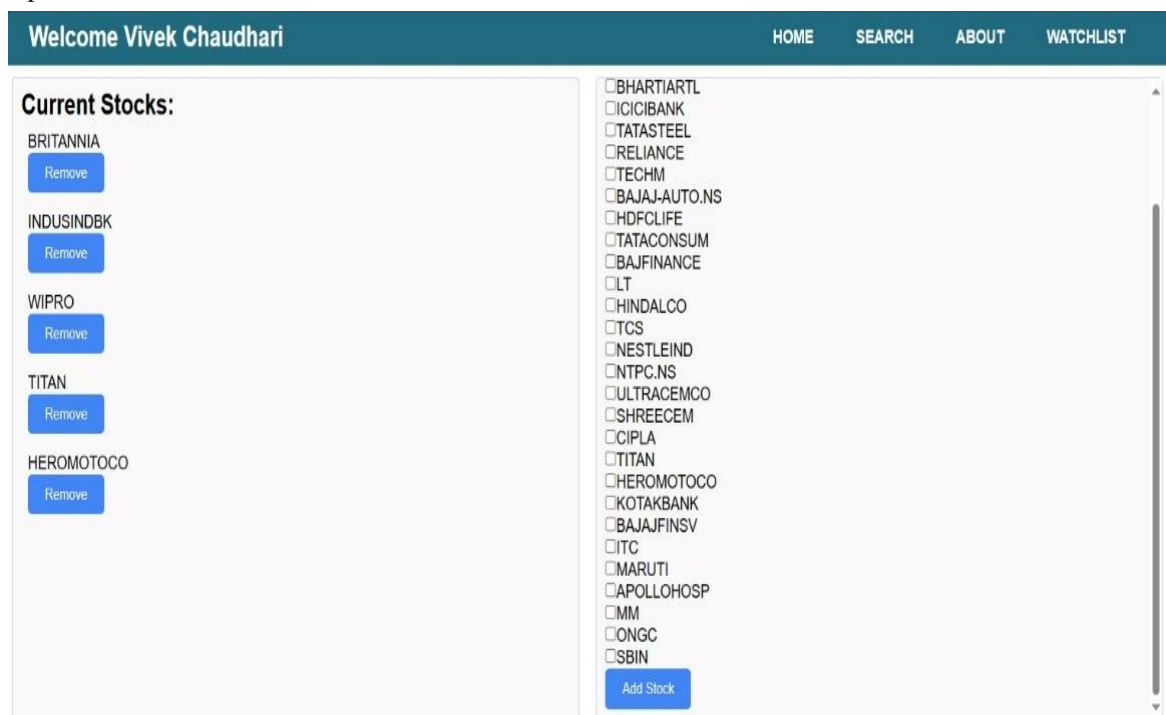 Welcome Vivek Chaudhari HOME SEARCH ABOUT WATCHLIST
Current Stocks:
BRITANNIA
Remove
INDUSINDBK
Remove
WIPRO
Remove
TITAN
Remove
HEROMOTOCO
Remove
BHARTIARTL
ICICIBANK
TATASTEEL
RELIANCE
TECHM
BAJAJ-AUTO.NS
HDFCLIFE
TATACONSUM
BAJFINANCE
LT
HINDALCO
TCS
NESTLEIND
NTPC.NS
ULTRACEMCO
SHREECEM
CIPLA
TITAN
HEROMOTOCO
KOTAKBANK
BAJAJFINSV
ITC
MARUTI
APOLLOHOSP
MM
ONGC
SBIN
Add Stock